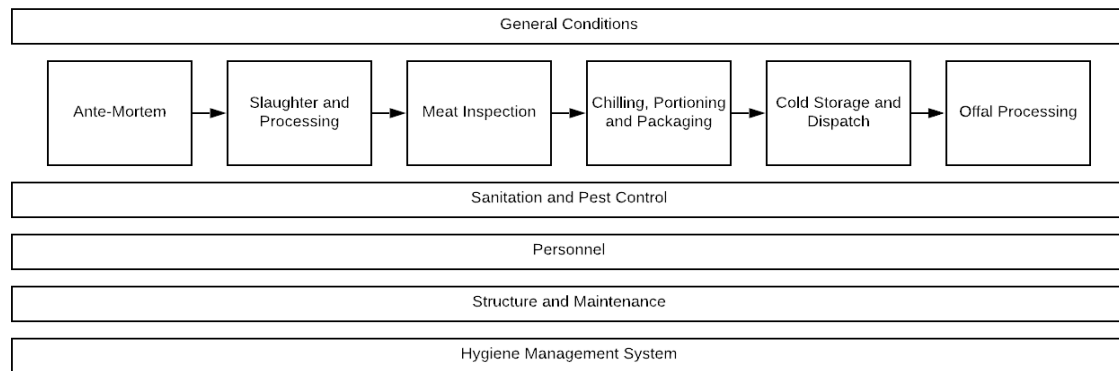 General Conditions
Ante-Mortem
Slaughter and
Processing
Meat Inspection
Chilling, Portioning
and Packaging
Cold Storage and
Dispatch
Offal Processing
Sanitation and Pest Control
Personnel
Structure and Maintenance
Hygiene Management System